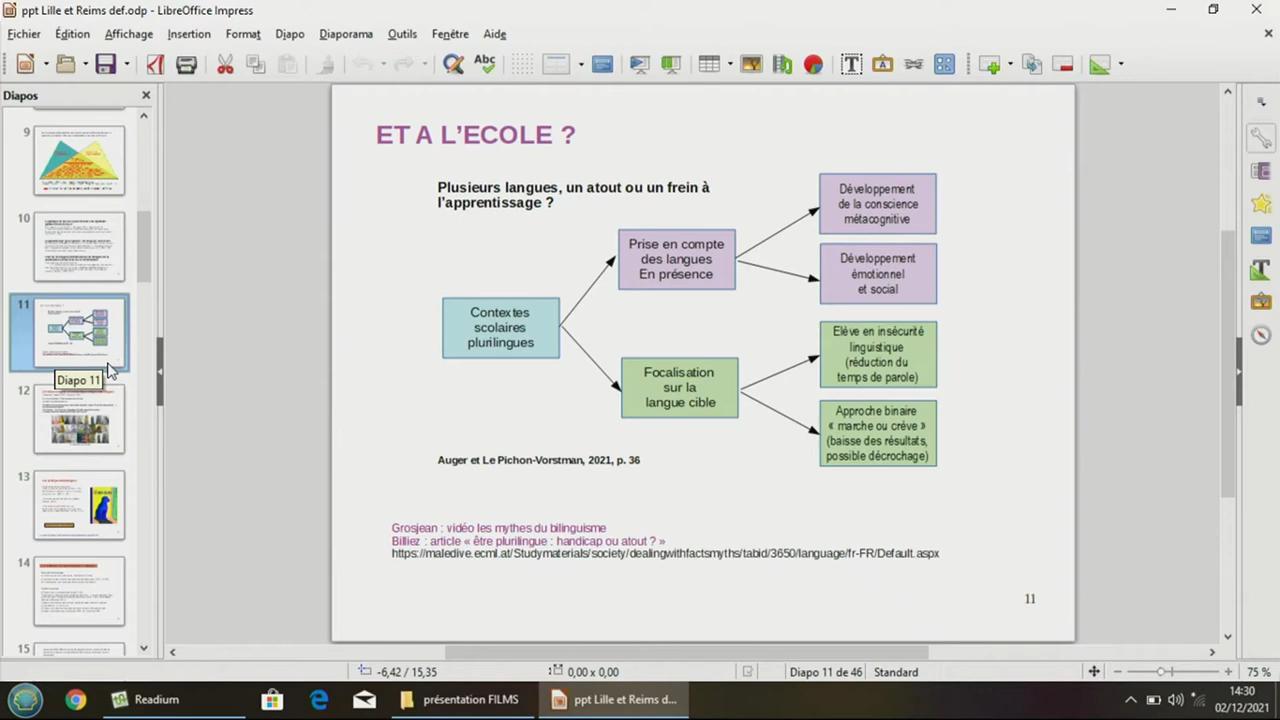 ppt Lille et Reims def.odp - LibreOffice Impress
Fichier Édition Affichage Insertion Format Diapo Diaporama Outils Fenêtre Aide
Abc
Diapos
9
10
11
Diapo 11
12
13
14
15
ET A L’ECOLE ?
Plusieurs langues, un atout ou un frein à
l’apprentissage ?
Contextes
scolaires
plurilingues
Prise en compte
des langues
En présence
Focalisation
sur la
langue cible
Développement
de la conscience
métacognitive
Développement
émotionnel
et social
Elève en insécurité
linguistique
(réduction du
temps de parole)
Approche binaire
« marche ou crève »
(baisse des résultats,
possible décrochage)
Auger et Le Pichon-Vorstman, 2021, p. 36
Grosjean : vidéo les mythes du bilinguisme
Billiez : article « être plurilingue : handicap ou atout ? »
https://maledive.ecml.at/Studymaterials/society/dealingwithfactsmyths/tabid/3650/language/fr-FR/Default.aspx
11
-6,42 / 15,35 0,00 x 0,00 Diapo 11 de 46 Standard 75 %
Readium présentation FILMS ppt Lille et Reims d...
14:30
02/12/2021